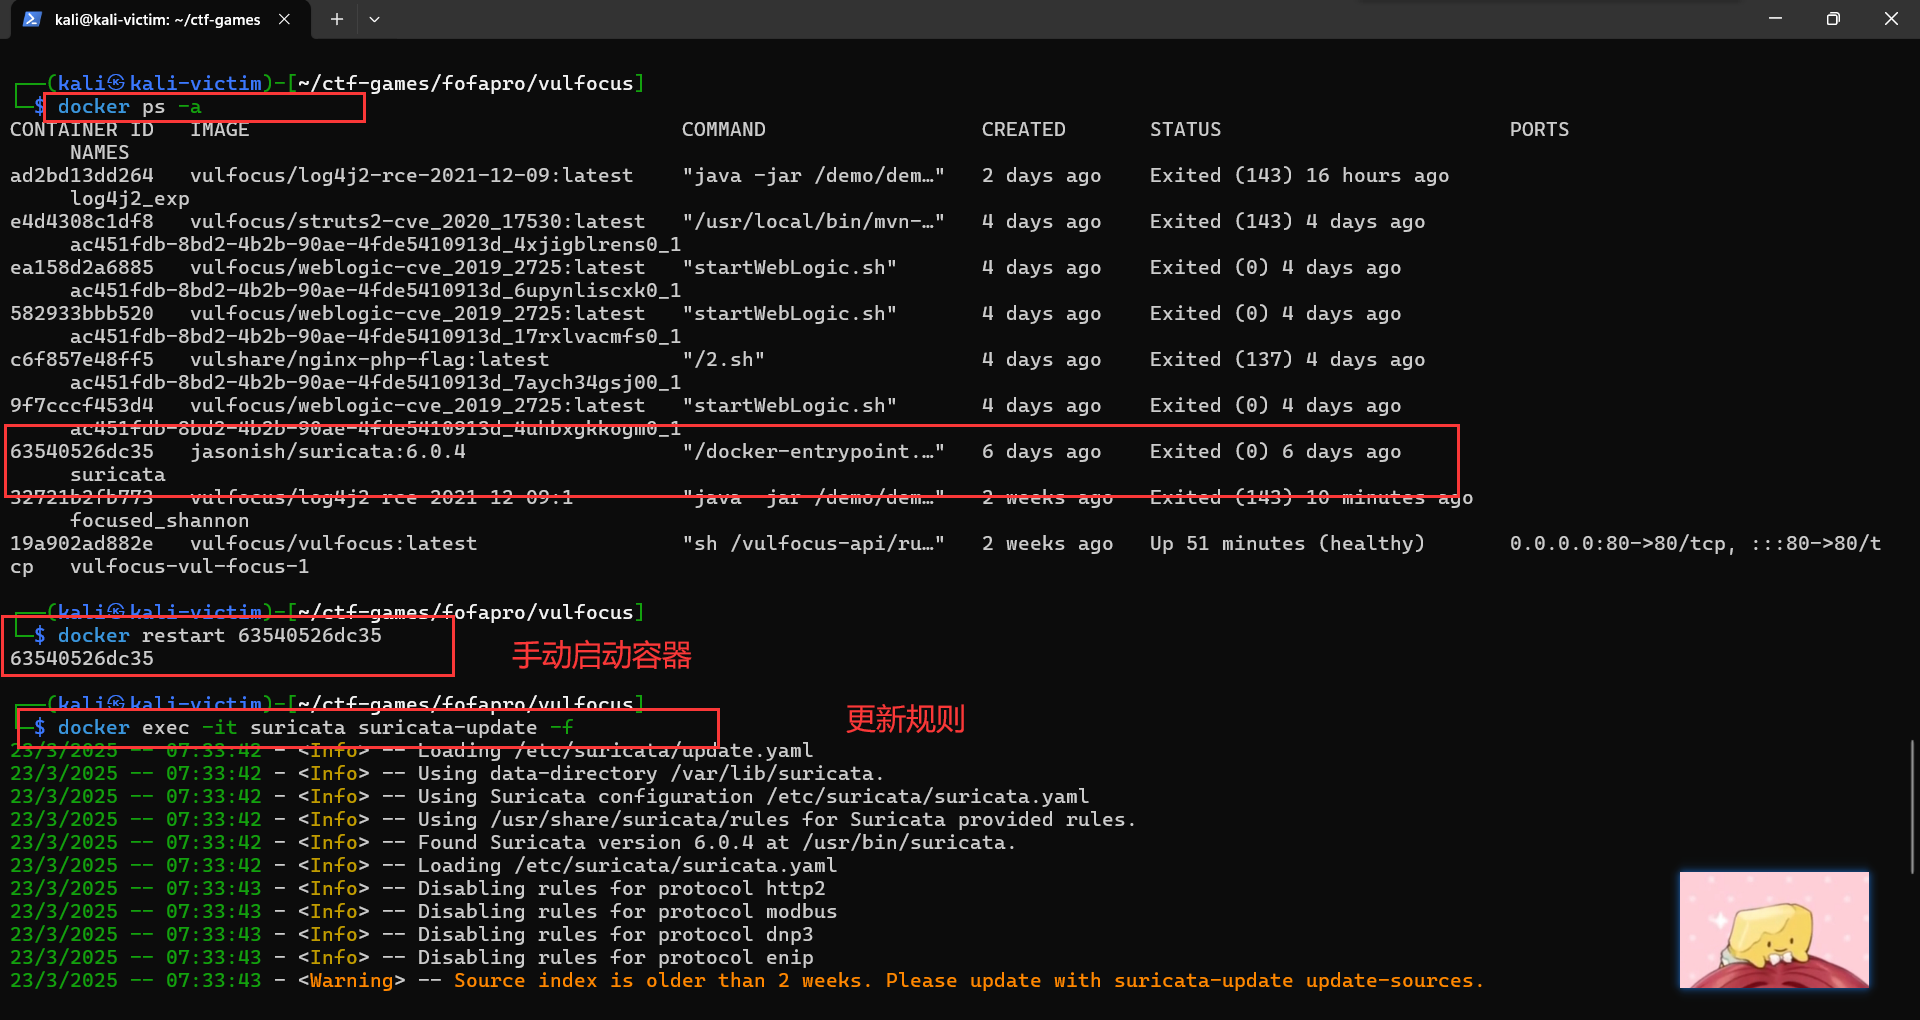 kali@kali-victim: ~/ctf-games
┌──(kali㉿kali-victim)-[~/ctf-games/fofapro/vulfocus]
└─$ docker ps -a
CONTAINER ID   IMAGE                                    COMMAND                  CREATED       STATUS                        PORTS
     NAMES
ad2bd13dd264   vulfocus/log4j2-rce-2021-12-09:latest    "java -jar /demo/dem…"   2 days ago    Exited (143) 16 hours ago
     log4j2_exp
e4d4308c1df8   vulfocus/struts2-cve_2020_17530:latest   "/usr/local/bin/mvn-…"   4 days ago    Exited (143) 4 days ago
     ac451fdb-8bd2-4b2b-90ae-4fde5410913d_4xjigblrens0_1
ea158d2a6885   vulfocus/weblogic-cve_2019_2725:latest   "startWebLogic.sh"       4 days ago    Exited (0) 4 days ago
     ac451fdb-8bd2-4b2b-90ae-4fde5410913d_6upynliscxk0_1
582933bbb520   vulfocus/weblogic-cve_2019_2725:latest   "startWebLogic.sh"       4 days ago    Exited (0) 4 days ago
     ac451fdb-8bd2-4b2b-90ae-4fde5410913d_17rxlvacmfs0_1
c6f857e48ff5   vulshare/nginx-php-flag:latest           "/2.sh"                  4 days ago    Exited (137) 4 days ago
     ac451fdb-8bd2-4b2b-90ae-4fde5410913d_7aych34gsj00_1
9f7cccf453d4   vulfocus/weblogic-cve_2019_2725:latest   "startWebLogic.sh"       4 days ago    Exited (0) 4 days ago
     ac451fdb-8bd2-4b2b-90ae-4fde5410913d_4uhbxgkkogm0_1
63540526dc35   jasonish/suricata:6.0.4                  "/docker-entrypoint.…"   6 days ago    Exited (0) 6 days ago
     suricata
32721b2fb773   vulfocus/log4j2-rce-2021-12-09:1         "java -jar /demo/dem…"   2 weeks ago   Exited (143) 10 minutes ago
     focused_shannon
19a902ad882e   vulfocus/vulfocus:latest                 "sh /vulfocus-api/ru…"   2 weeks ago   Up 51 minutes (healthy)       0.0.0.0:80->80/tcp, :::80->80/t
cp   vulfocus-vul-focus-1
┌──(kali㉿kali-victim)-[~/ctf-games/fofapro/vulfocus]
└─$ docker restart 63540526dc35
63540526dc35
手动启动容器
┌──(kali㉿kali-victim)-[~/ctf-games/fofapro/vulfocus]
└─$ docker exec -it suricata suricata-update -f
更新规则
23/3/2025 -- 07:33:42 - <Info> -- Loading /etc/suricata/update.yaml
23/3/2025 -- 07:33:42 - <Info> -- Using data-directory /var/lib/suricata.
23/3/2025 -- 07:33:42 - <Info> -- Using Suricata configuration /etc/suricata/suricata.yaml
23/3/2025 -- 07:33:42 - <Info> -- Using /usr/share/suricata/rules for Suricata provided rules.
23/3/2025 -- 07:33:42 - <Info> -- Found Suricata version 6.0.4 at /usr/bin/suricata.
23/3/2025 -- 07:33:42 - <Info> -- Loading /etc/suricata/suricata.yaml
23/3/2025 -- 07:33:43 - <Info> -- Disabling rules for protocol http2
23/3/2025 -- 07:33:43 - <Info> -- Disabling rules for protocol modbus
23/3/2025 -- 07:33:43 - <Info> -- Disabling rules for protocol dnp3
23/3/2025 -- 07:33:43 - <Info> -- Disabling rules for protocol enip
23/3/2025 -- 07:33:43 - <Warning> -- Source index is older than 2 weeks. Please update with suricata-update update-sources.